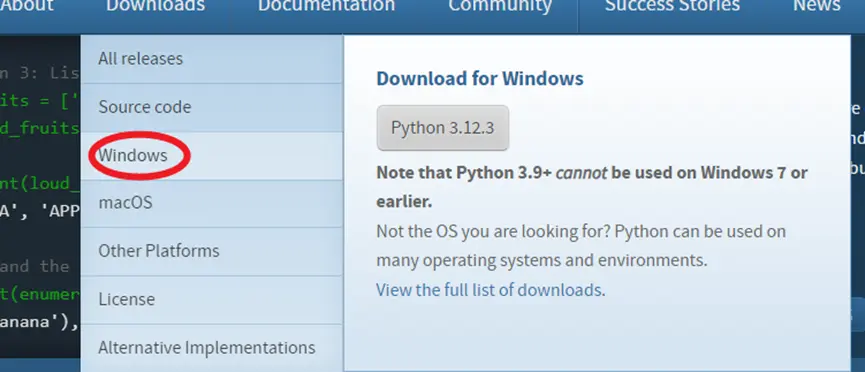 About Downloads Documentation Community Success Stories News
All releases
Source code
Windows
macOS
Other Platforms
License
Alternative Implementations
Download for Windows
Python 3.12.3
Note that Python 3.9+ cannot be used on Windows 7 or
earlier.
Not the OS you are looking for? Python can be used on
many operating systems and environments.
View the full list of downloads.
n 3: Lis
its = ['
d_fruits
nt(loud_
A', 'APP
and the
t(enumer
anana'),